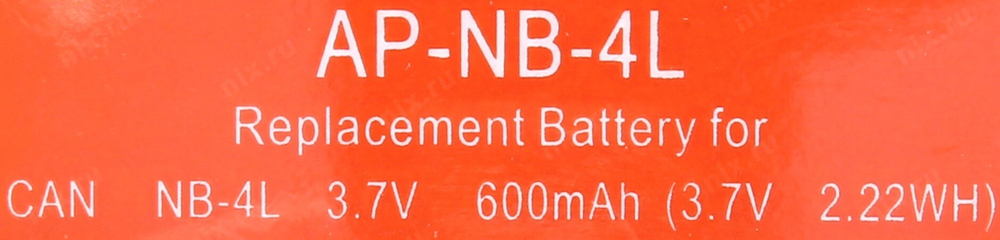 AP-NB-4L
Replacement Battery for
CAN NB-4L 3.7V 600mAh (3.7V 2.22WH)